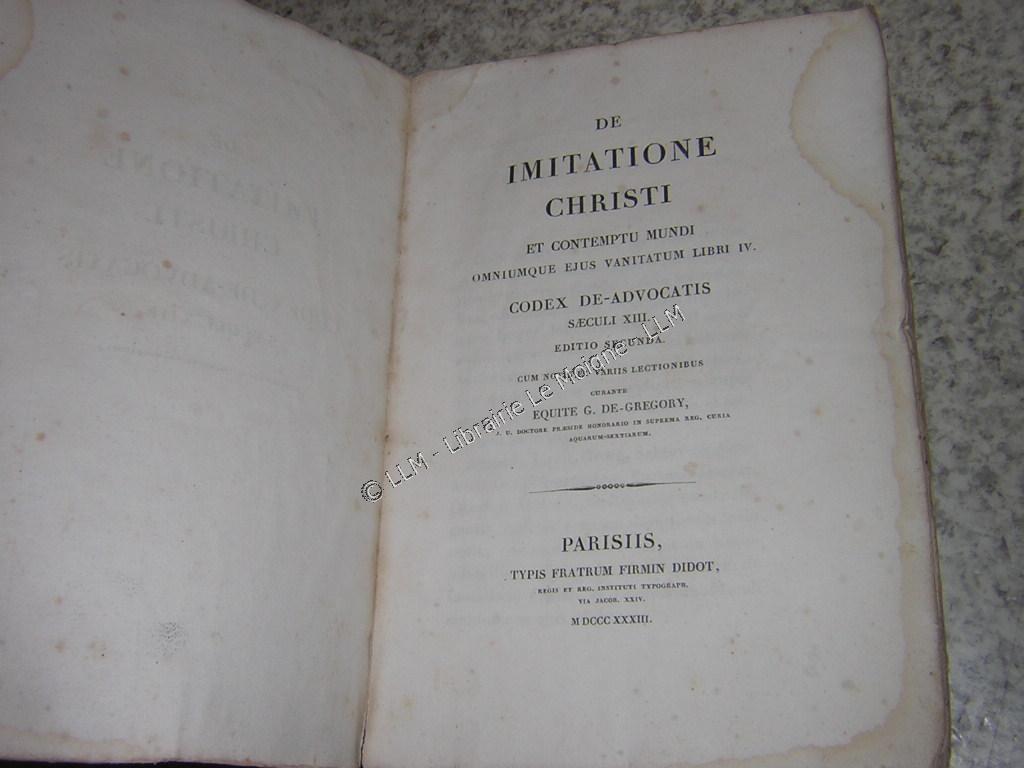 DE
IMITATIONE
CHRISTI
ET CONTEMPTU MUNDI
OMNIUMQUE EJUS VANITATUM LIBRI IV.
CODEX DE-ADVOCATIS
SÆCULI XIII.
EDITIO SECUNDA.
CUM VARIIS LECTIONIBUS
CURANTE
EQUITE G. DE-GREGORY,
J. U. DOCTORE PRÆSIDE HONORARIO IN SUPREMA REG. CURIA
AQUARUM-SEXTIARUM.
PARISIIS,
TYPIS FRATRUM FIRMIN DIDOT,
REGIS ET REG. INSTITUTI TYPOGRAPH.
VIA JACOB. XXIV.
M DCCC XXXIII.
© LLM - Librairie Le Moigne - LLM